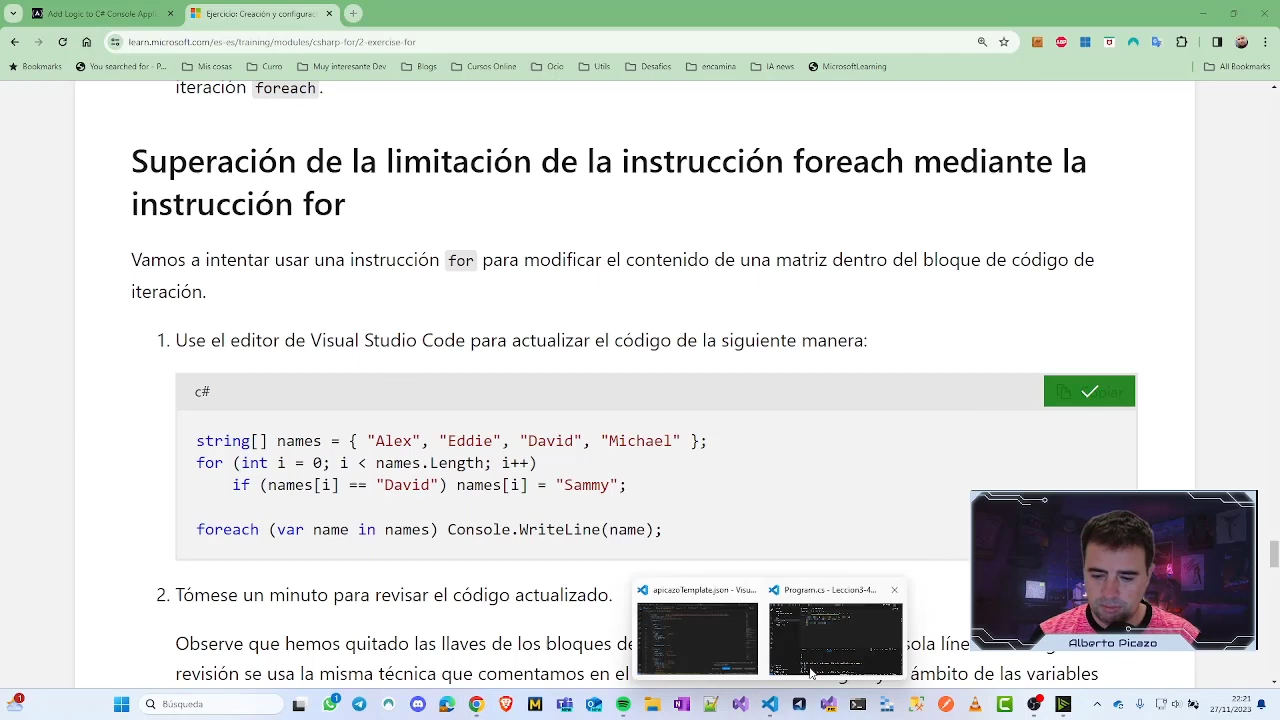 Add Logic to C# Console Appli
Ejercicio: Creación y configurac
learn.microsoft.com/es-es/training/modules/csharp-for/2-exercise-for
Bookmarks
You searched for - P...
Mis cosas
Curro
Muy interesante Dev
Blogs
Cursos Online
Ocio
Utils
Desafios
encamina
IA news
MicrosoftLearning
All Bookm
iteración foreach.
Superación de la limitación de la instrucción foreach mediante la
instrucción for
Vamos a intentar usar una instrucción for para modificar el contenido de una matriz dentro del bloque de código de
iteración.
1. Use el editor de Visual Studio Code para actualizar el código de la siguiente manera:
c#
string[] names = { "Alex", "Eddie", "David", "Michael" };
for (int i = 0; i < names.Length; i++)
if (names[i] == "David") names[i] = "Sammy";
foreach (var name in names) Console.WriteLine(name);
2. Tómese un minuto para revisar el código actualizado.
apicazoTemplate.json - Visu...
Program.cs - Leccion3-4...
Observe que hemos quitado las llaves de los bloques de
revisión se usa la misma técnica que comentamos en el
ámbito de las variables
Alberto Picazo
Búsqueda
22:21
27/11/2023